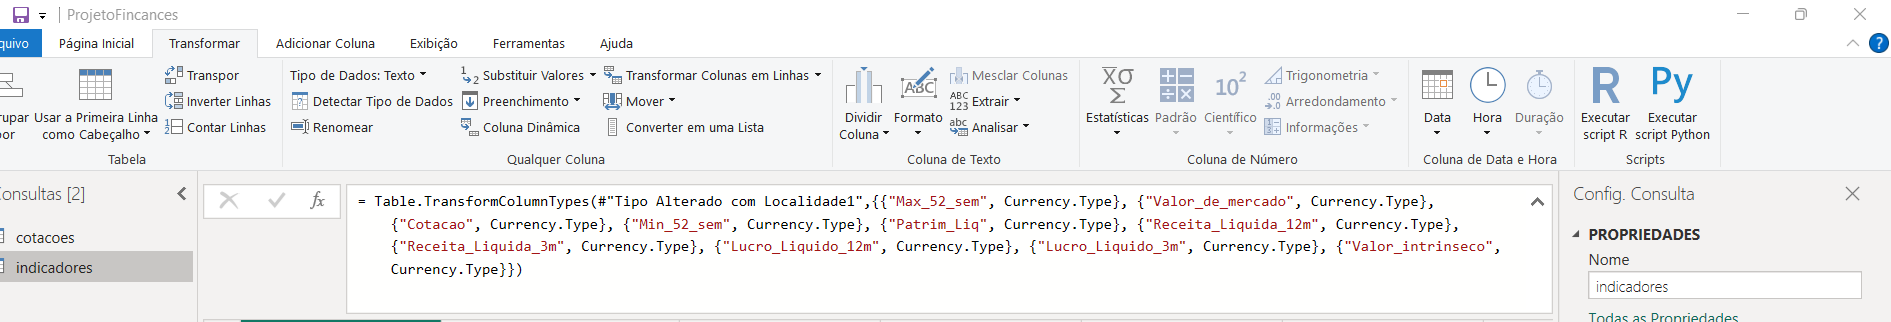 ProjetoFincances
quivo Página Inicial Transformar Adicionar Coluna Exibição Ferramentas Ajuda ?
Transpor Tipo de Dados: Texto Substituir Valores Transformar Colunas em Linhas Mesclar Colunas Trigonometria
rupar Usar a Primeira Linha Inverter Linhas Detectar Tipo de Dados Preenchimento Mover Dividir Formato Extrair Estatísticas Padrão Científico Arredondamento Data Hora Duração Executar Executar
por como Cabeçalho Contar Linhas Renomear Coluna Dinâmica Converter em uma Lista Coluna Analisar Informações script R script Python
Tabela Qualquer Coluna Coluna de Texto Coluna de Número Coluna de Data e Hora Scripts
onsultas [2]
cotacoes
indicadores
fx
= Table.TransformColumnTypes(#"Tipo Alterado com Localidade1",{{"Max_52_sem", Currency.Type}, {"Valor_de_mercado", Currency.Type},
{"Cotacao", Currency.Type}, {"Min_52_sem", Currency.Type}, {"Patrim_Liq", Currency.Type}, {"Receita_Liquida_12m", Currency.Type},
{"Receita_Liquida_3m", Currency.Type}, {"Lucro_Liquido_12m", Currency.Type}, {"Lucro_Liquido_3m", Currency.Type}, {"Valor_intrinseco",
Currency.Type}})
Config. Consulta
PROPRIEDADES
Nome
indicadores
Todas as Propriedades